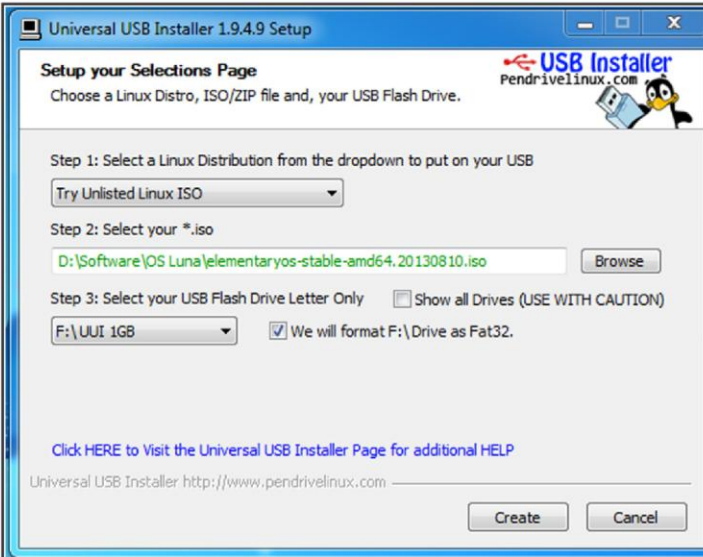 Universal USB Installer 1.9.4.9 Setup
Setup your Selections Page
Choose a Linux Distro, ISO/ZIP file and, your USB Flash Drive.
USB Installer
Pendrivelinux.com
Step 1: Select a Linux Distribution from the dropdown to put on your USB
Try Unlisted Linux ISO
Step 2: Select your *.iso
D:\Software\OS Luna\elementaryos-stable-amd64.20130810.iso
Browse
Step 3: Select your USB Flash Drive Letter Only Show all Drives (USE WITH CAUTION)
F:\UUI 1GB We will format F:\Drive as Fat32.
Click HERE to Visit the Universal USB Installer Page for additional HELP
Universal USB Installer http://www.pendrivelinux.com
Create Cancel